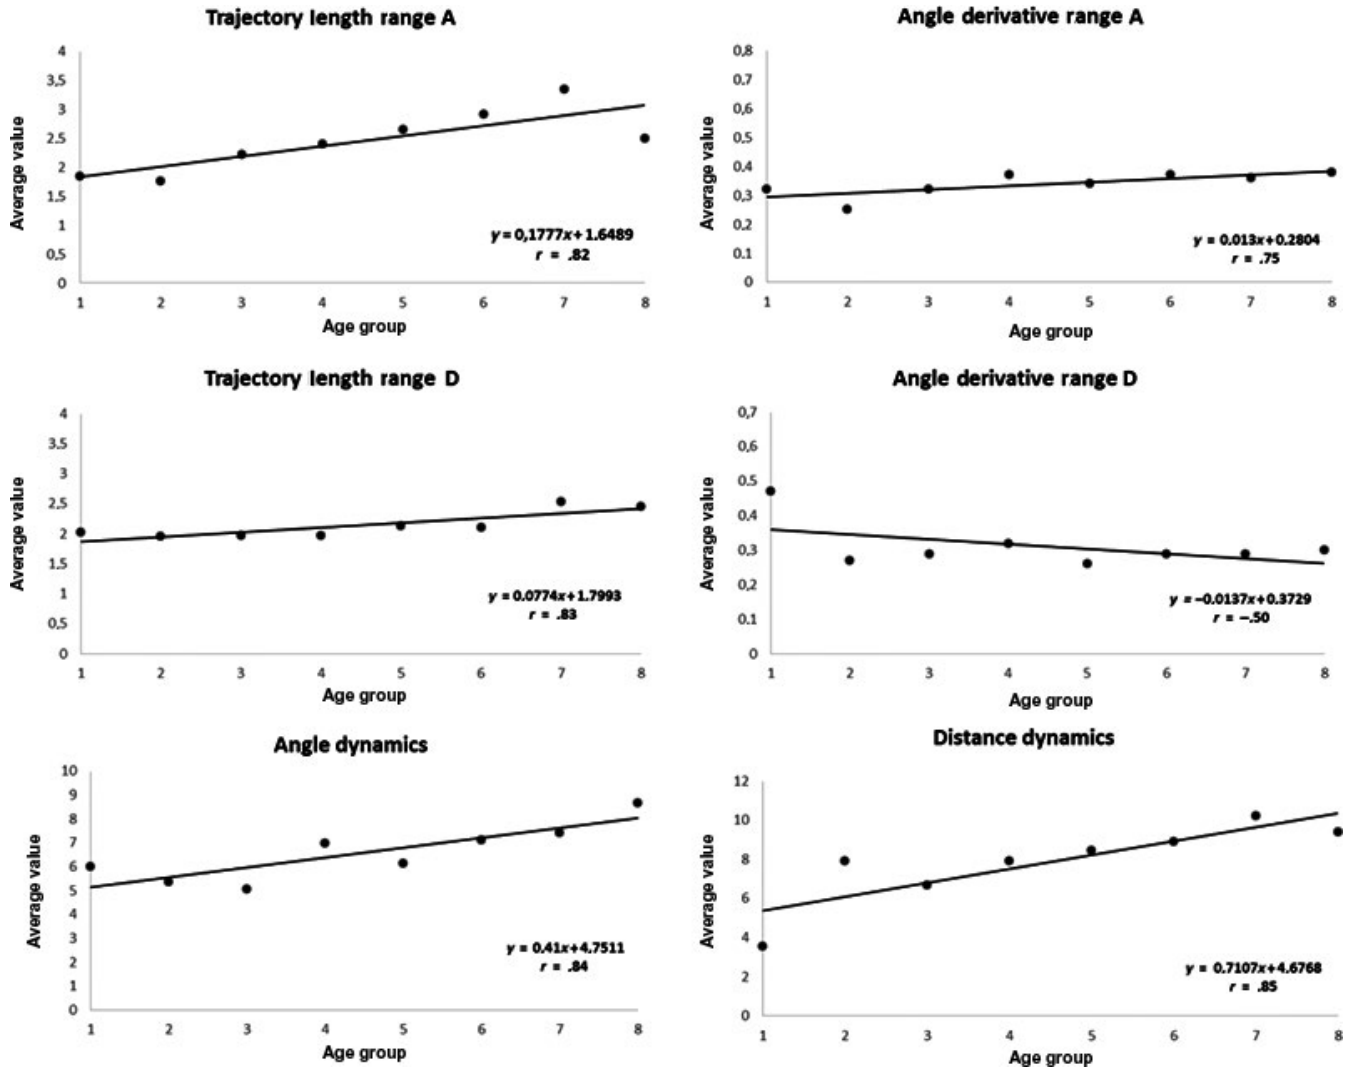 Trajectory length range A
4
3,5
3
2.5
2
1.5
1
0,5
0
1 2 3 4 5 6 7 8
Average value
Age group
y = 0,1777x+1.6489
r = .82
Angle derivative range A
0,8
0,7
0,6
0,5
0,4
0,3
0,2
0.1
0
1 2 3 4 5 6 7 8
Average value
Age group
y = 0.013x+0.2804
r = .75
Trajectory length range D
4
3.5
3
2.5
2
1.5
1
0,5
0
1 2 3 4 5 6 7 8
Average value
Age group
y = 0.0774x+1.7993
r = .83
Angle derivative range D
0,7
0,6
0.5
0.4
0.3
0,2
0.1
0
1 2 3 4 5 6 7 8
Average value
Age group
y = −0.0137x+0.3729
r = −.50
Angle dynamics
10
9
8
7
6
5
4
3
2
1
0
1 2 3 4 5 6 7 8
Average value
Age group
y = 0.41x+4.7511
r = .84
Distance dynamics
12
10
8
6
4
2
0
1 2 3 4 5 6 7 8
Average value
Age group
y = 0.7107x+4.6768
r = .85